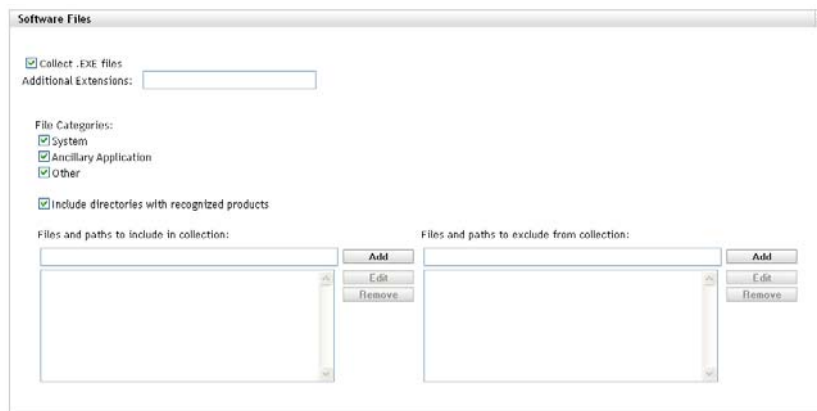 Software Files
Collect .EXE files
Additional Extensions:
File Categories:
System
Ancillary Application
Other
Include directories with recognized products
Files and paths to include in collection:
Files and paths to exclude from collection:
Add
Add
Edit
Edit
Remove
Remove